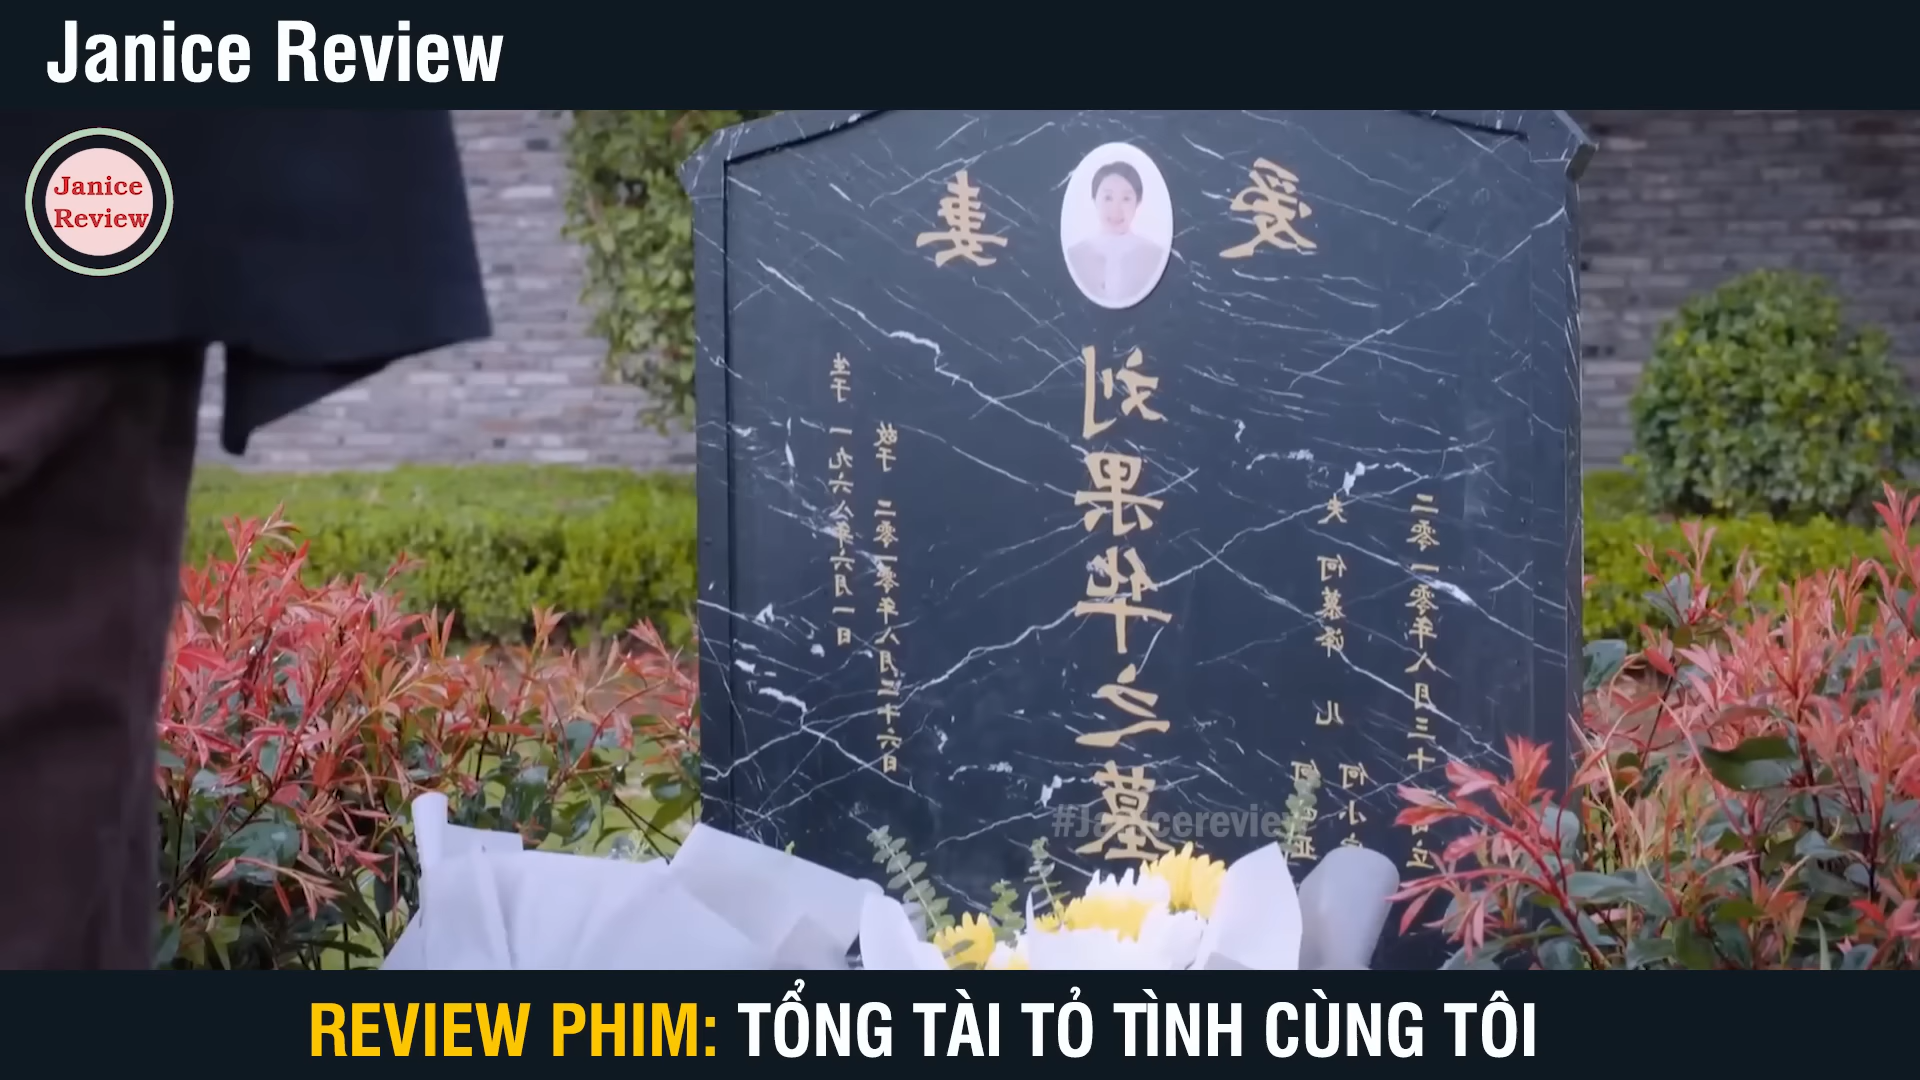 Janice Review
Janice
Review
爱 妻
生于 一九六八年六月一日
故于 二零一零年八月二十六日
刘果华之墓
夫 何慕泽 儿 何小
二零一零年八月三十日立
#Janicereview
REVIEW PHIM: TỔNG TÀI TỎ TÌNH CÙNG TÔI